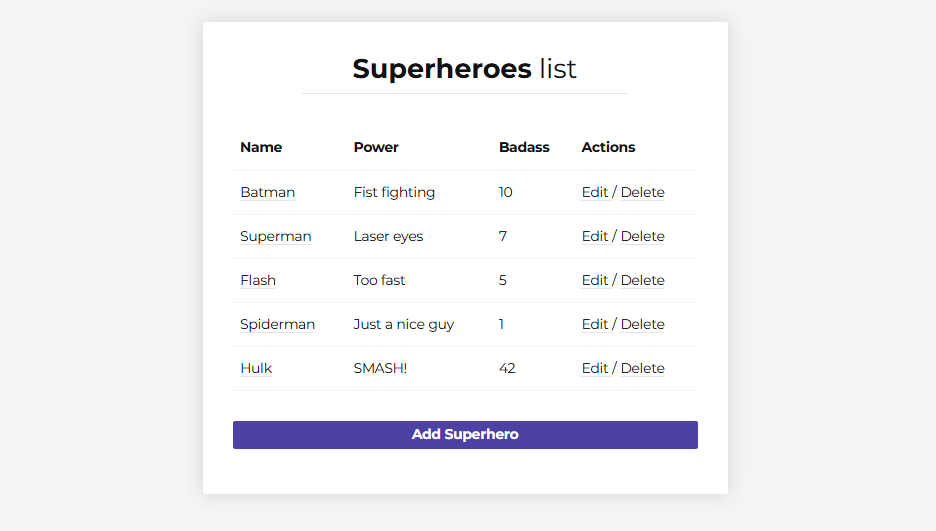 Superheroes list
Name Power Badass Actions
Batman Fist fighting 10 Edit / Delete
Superman Laser eyes 7 Edit / Delete
Flash Too fast 5 Edit / Delete
Spiderman Just a nice guy 1 Edit / Delete
Hulk SMASH! 42 Edit / Delete
Add Superhero